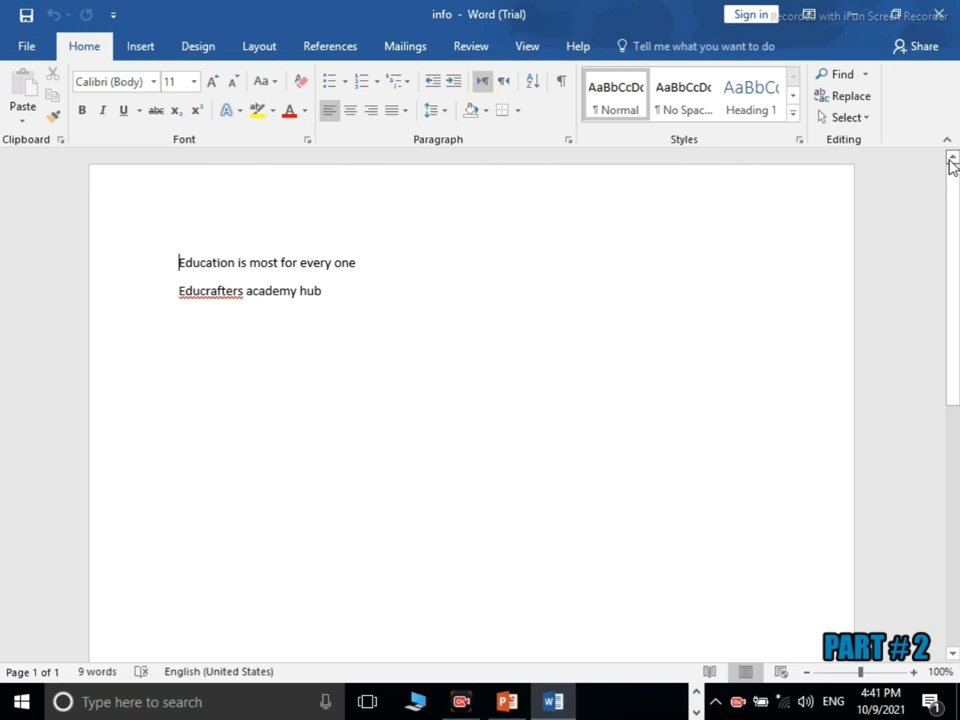 info - Word (Trial)
Sign in
Recorded with iFun Screen Recorder
File Home Insert Design Layout References Mailings Review View Help Tell me what you want to do Share
Paste
Calibri (Body) 11 Aa
AaBbCcDc AaBbCcDc AaBbCc
¶ Normal ¶ No Spac... Heading 1
Find
Replace
Select
B I U abc x₂ x² A A
Clipboard Font Paragraph Styles Editing
Education is most for every one
Educrafters academy hub
PART # 2
Page 1 of 1 9 words English (United States) 100%
Type here to search
ENG
4:41 PM
10/9/2021
1